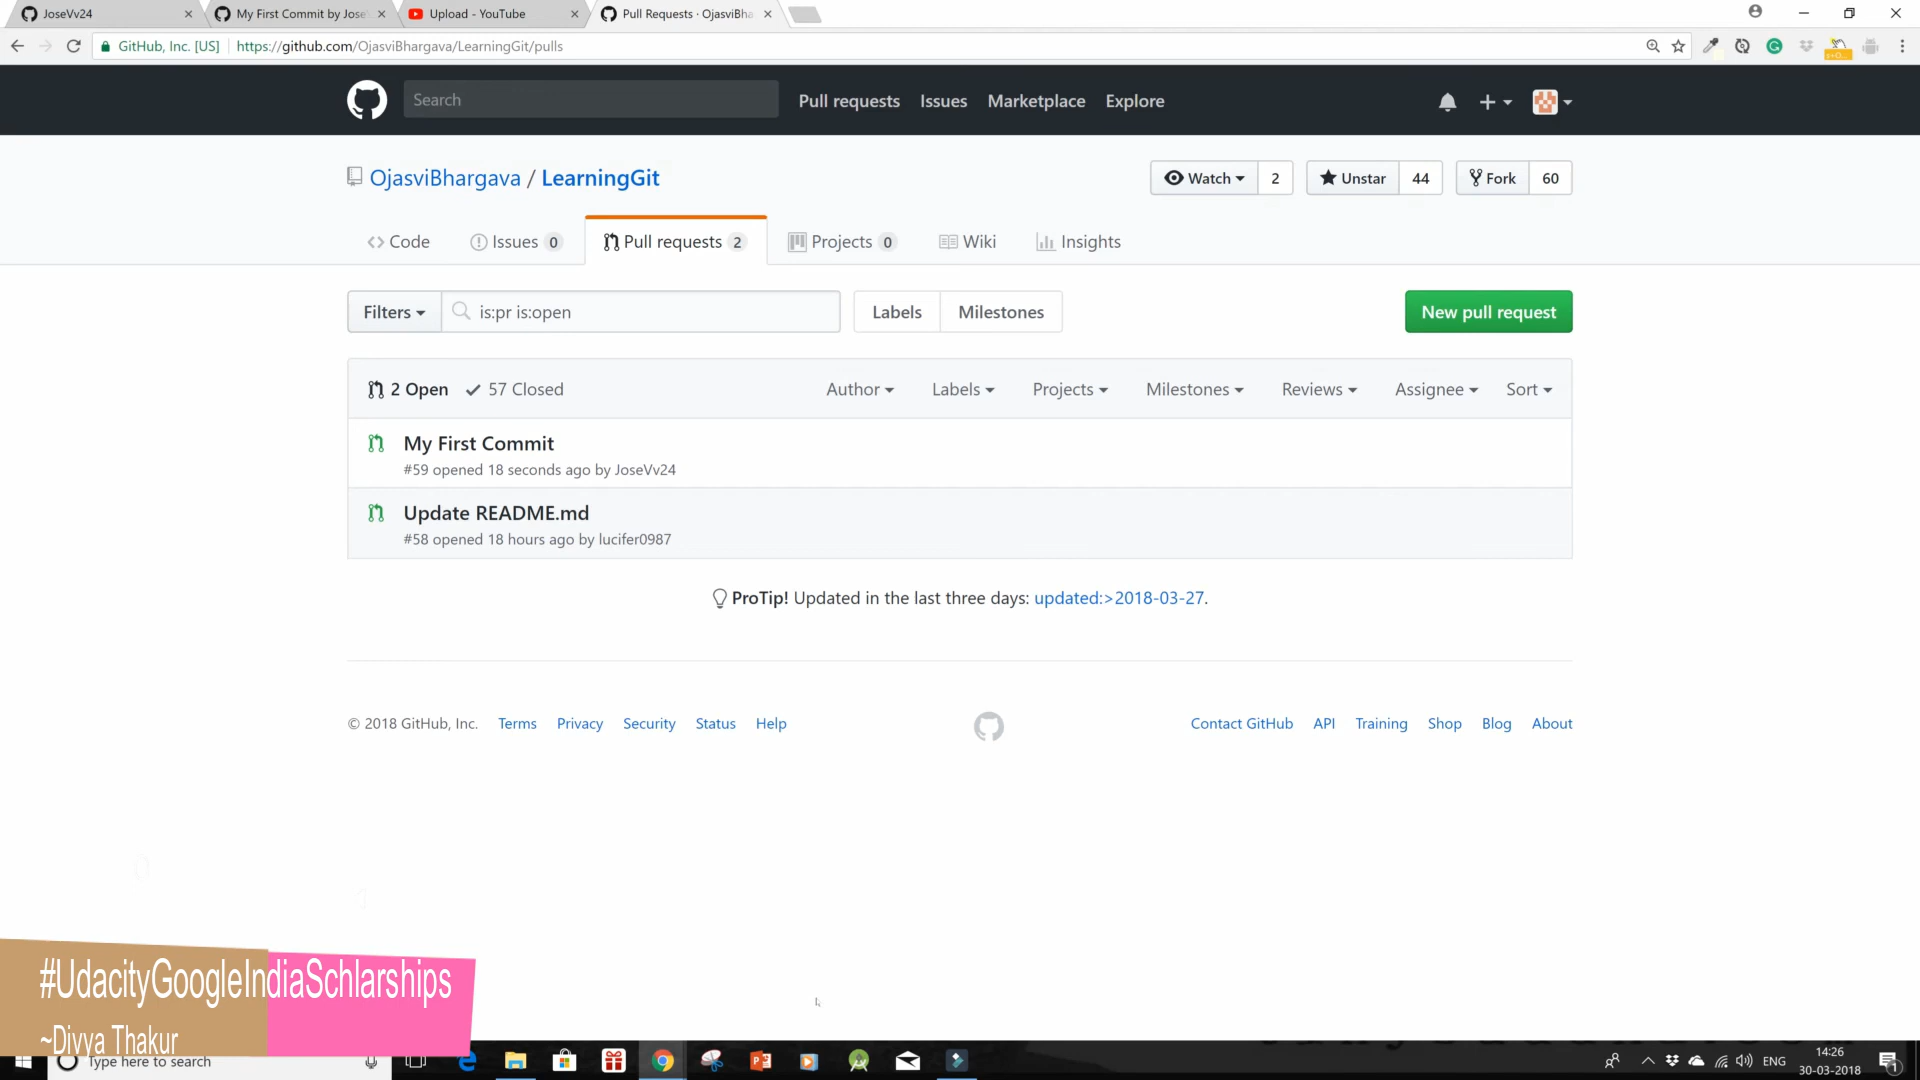 JoseVv24
My First Commit by Jose
Upload - YouTube
Pull Requests · OjasviBha
GitHub, Inc. [US]
https://github.com/OjasviBhargava/LearningGit/pulls
Search
Pull requests
Issues
Marketplace
Explore
OjasviBhargava / LearningGit
Watch
2
Unstar
44
Fork
60
Code
Issues 0
Pull requests 2
Projects 0
Wiki
Insights
Filters
is:pr is:open
Labels
Milestones
New pull request
2 Open
57 Closed
Author
Labels
Projects
Milestones
Reviews
Assignee
Sort
My First Commit
#59 opened 18 seconds ago by JoseVv24
Update README.md
#58 opened 18 hours ago by lucifer0987
ProTip! Updated in the last three days: updated:>2018-03-27.
© 2018 GitHub, Inc.
Terms
Privacy
Security
Status
Help
Contact GitHub
API
Training
Shop
Blog
About
#UdacityGoogleIndiaSchlarships
~Divya Thakur
Type here to search
ENG
14:26
30-03-2018
1